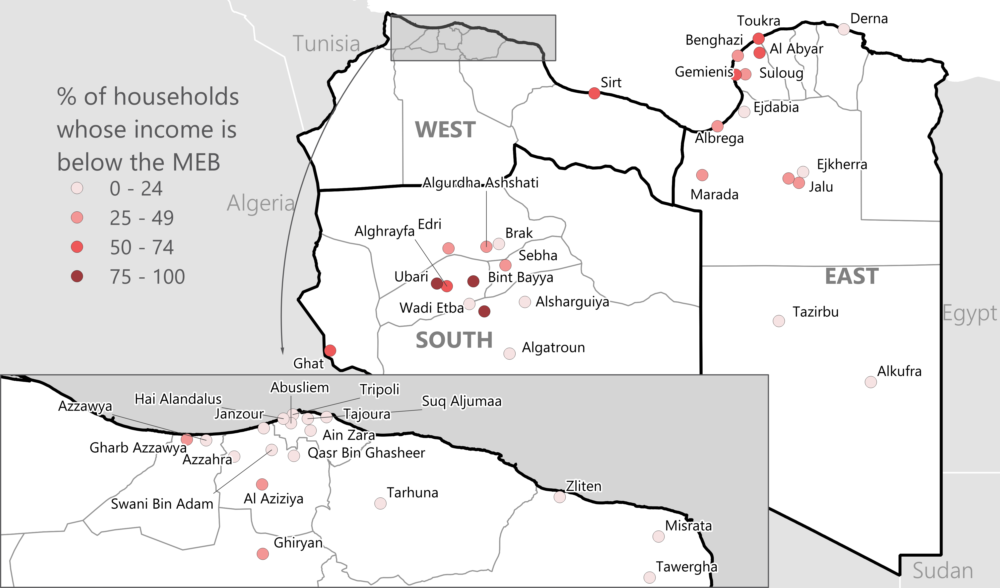 Toukra
Derna
Tunisia
Benghazi
Al Abyar
Gemienis
Suloug
Sirt
% of households
whose income is
below the MEB
0 - 24
25 - 49
50 - 74
75 - 100
Ejdabia
WEST
Albrega
Ejkherra
Algurdha Ashshati
Jalu
Marada
Algeria
Edri
Alghrayfa
Brak
Sebha
Ubari
Bint Bayya
EAST
Wadi Etba
Alsharguiya
Tazirbu
Egypt
SOUTH
Algatroun
Ghat
Alkufra
Abusliem
Tripoli
Hai Alandalus
Suq Aljumaa
Azzawya
Janzour
Tajoura
Ain Zara
Gharb Azzawya
Qasr Bin Ghasheer
Azzahra
Zliten
Tarhuna
Al Aziziya
Swani Bin Adam
Misrata
Ghiryan
Tawergha
Sudan